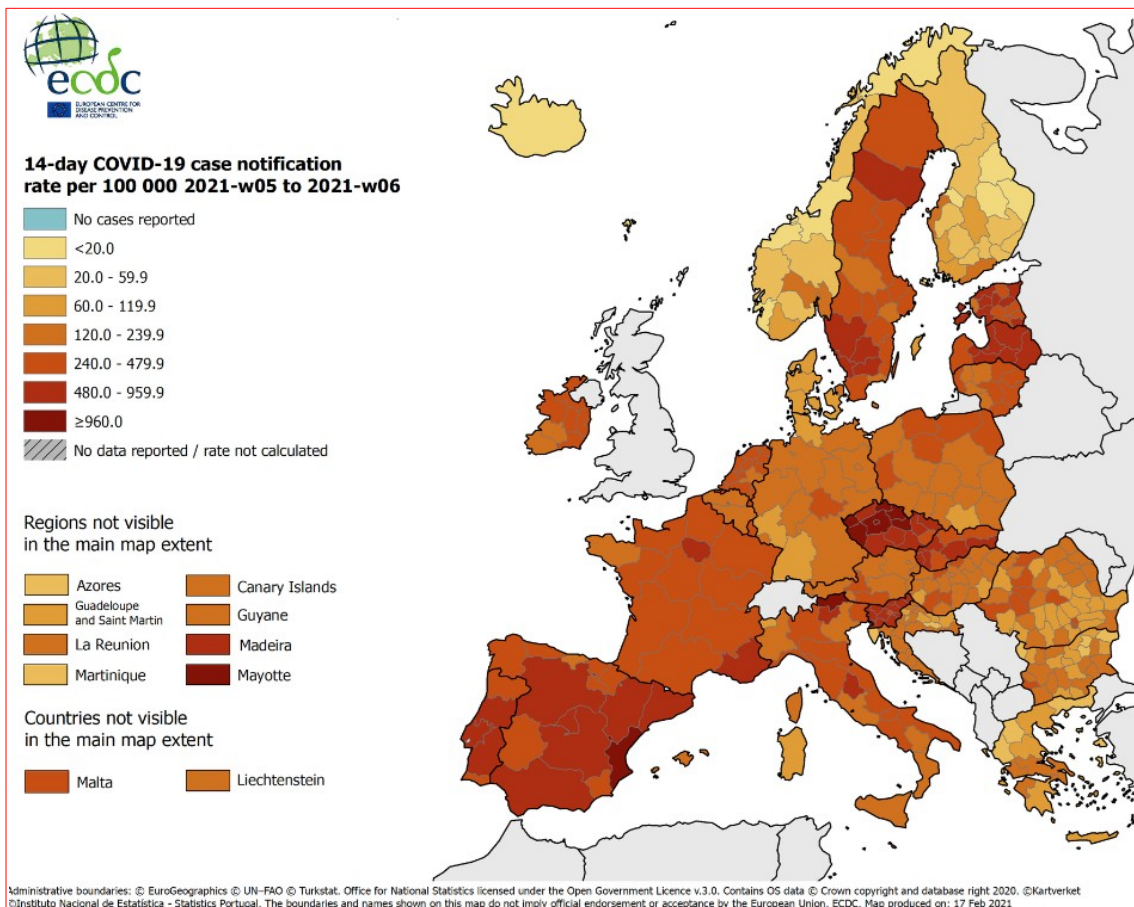 ecdc
EUROPEAN CENTRE FOR
DISEASE PREVENTION
AND CONTROL
14-day COVID-19 case notification
rate per 100 000 2021-w05 to 2021-w06
No cases reported
<20.0
20.0 - 59.9
60.0 - 119.9
120.0 - 239.9
240.0 - 479.9
480.0 - 959.9
≥960.0
No data reported / rate not calculated
Regions not visible
in the main map extent
Azores
Canary Islands
Guadeloupe
and Saint Martin
Guyane
La Reunion
Madeira
Martinique
Mayotte
Countries not visible
in the main map extent
Malta
Liechtenstein
Administrative boundaries: © EuroGeographics © UN–FAO © Turkstat. Office for National Statistics licensed under the Open Government Licence v.3.0. Contains OS data © Crown copyright and database right 2020. ©Kartverket
©Instituto Nacional de Estatística - Statistics Portugal. The boundaries and names shown on this map do not imply official endorsement or acceptance by the European Union. ECDC. Map produced on: 17 Feb 2021